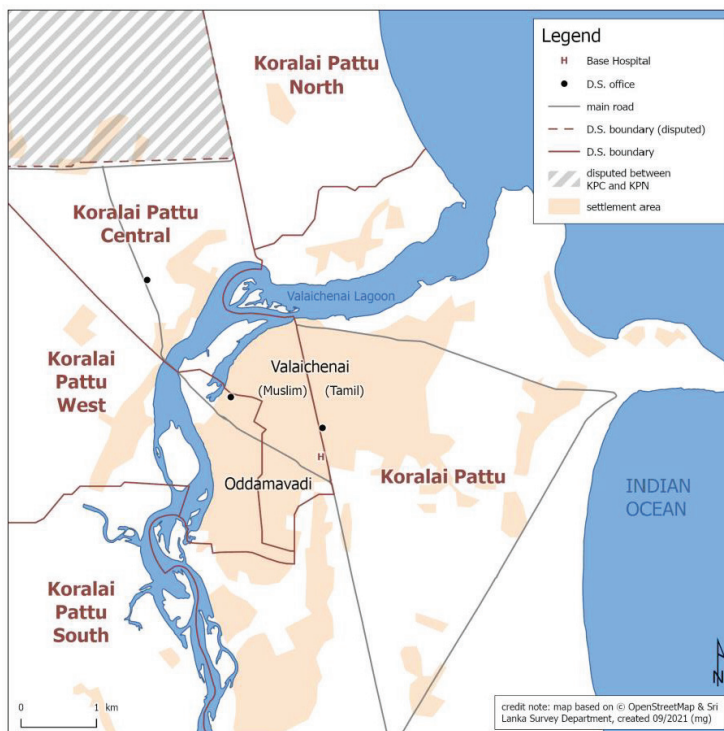 Koralai Pattu
North
Legend
H Base Hospital
D.S. office
main road
D.S. boundary (disputed)
D.S. boundary
disputed between
KPC and KPN
settlement area
Koralai Pattu
Central
Valaichenai Lagoon
Koralai
Pattu
West
Valaichenai
(Muslim) (Tamil)
H
Oddamavadi
Koralai Pattu
INDIAN
OCEAN
Koralai
Pattu
South
N
0 1 km
credit note: map based on © OpenStreetMap & Sri
Lanka Survey Department, created 09/2021 (mg)